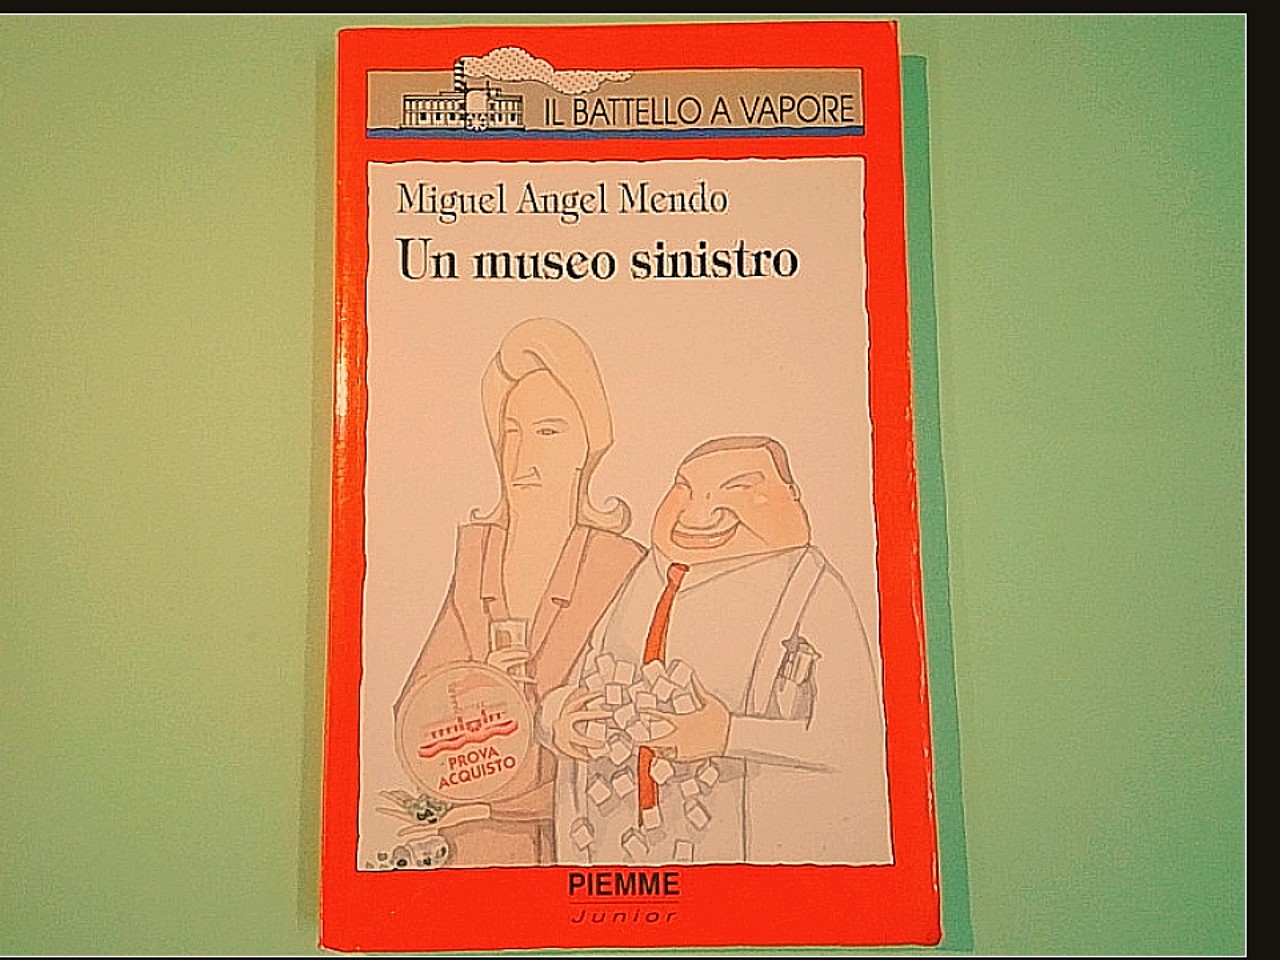 IL BATTELLO A VAPORE
Miguel Angel Mendo
Un museo sinistro
PROVA
ACQUISTO
PIEMME
Junior